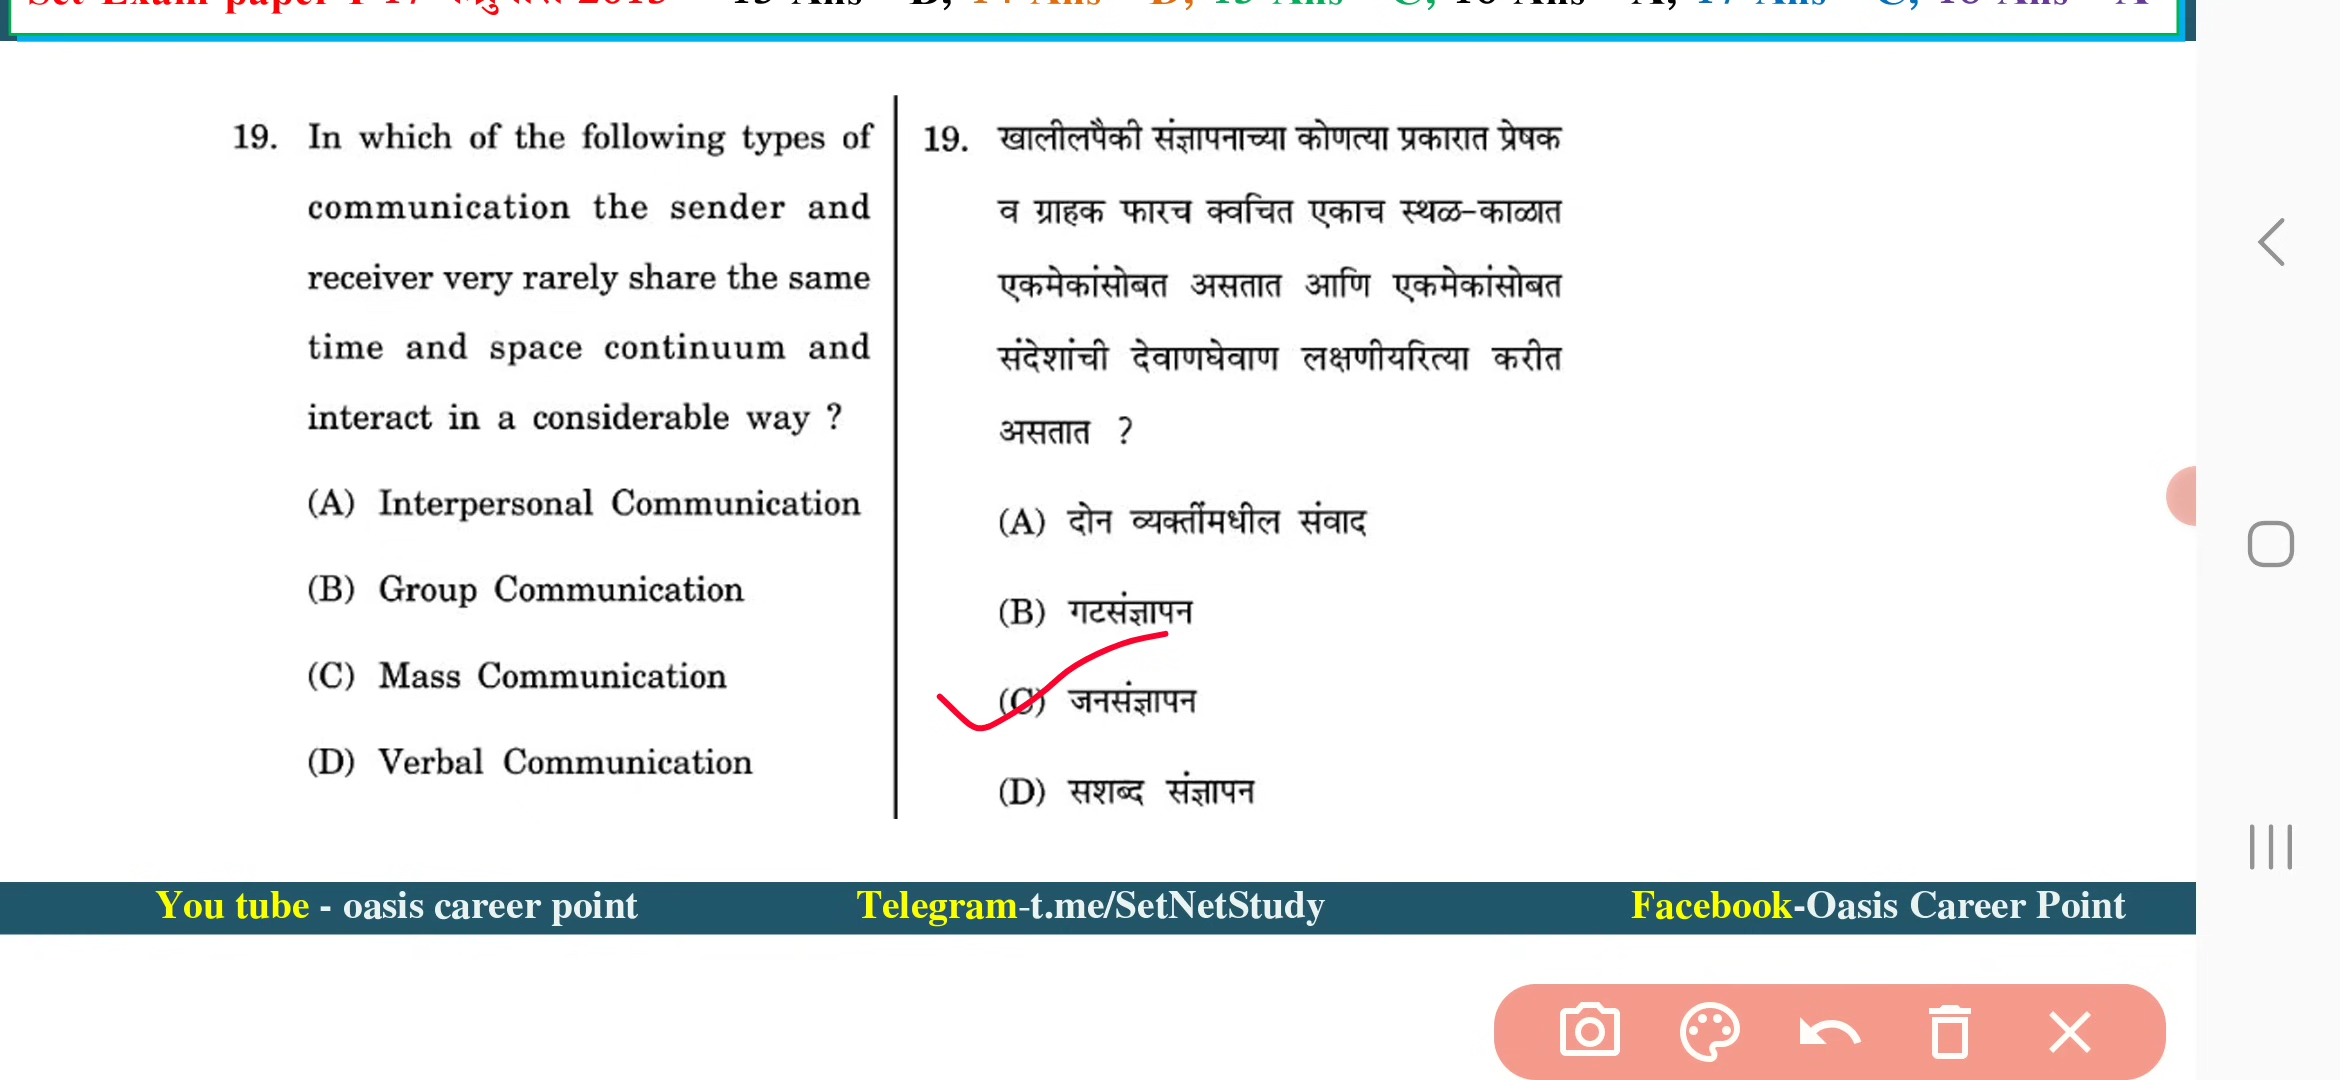 19. In which of the following types of
communication the sender and
receiver very rarely share the same
time and space continuum and
interact in a considerable way ?
(A) Interpersonal Communication
(B) Group Communication
(C) Mass Communication
(D) Verbal Communication
19. खालीलपैकी संज्ञापनाच्या कोणत्या प्रकारात प्रेषक
व ग्राहक फारच क्वचित एकाच स्थळ-काळात
एकमेकांसोबत असतात आणि एकमेकांसोबत
संदेशांची देवाणघेवाण लक्षणीयरित्या करीत
असतात ?
(A) दोन व्यक्तींमधील संवाद
(B) गटसंज्ञापन
(C) जनसंज्ञापन
(D) सशब्द संज्ञापन
You tube - oasis career point
Telegram-t.me/SetNetStudy
Facebook-Oasis Career Point